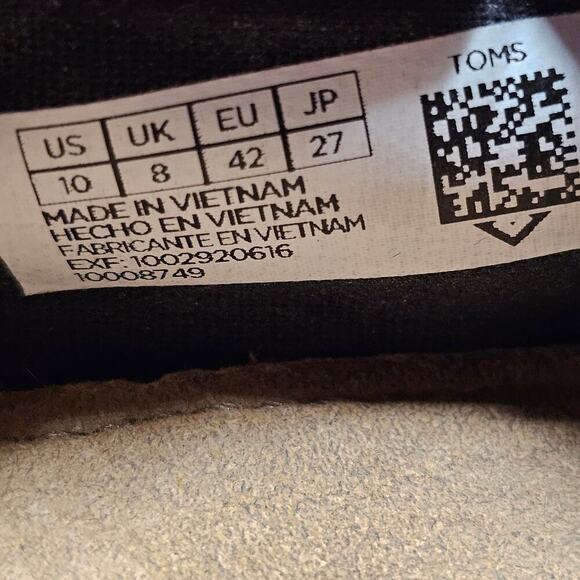 TOMS
US UK EU JP
10 8 42 27
MADE IN VIETNAM
HECHO EN VIETNAM
FABRICANTE EN VIETNAM
EXF: 1002920616
10008749